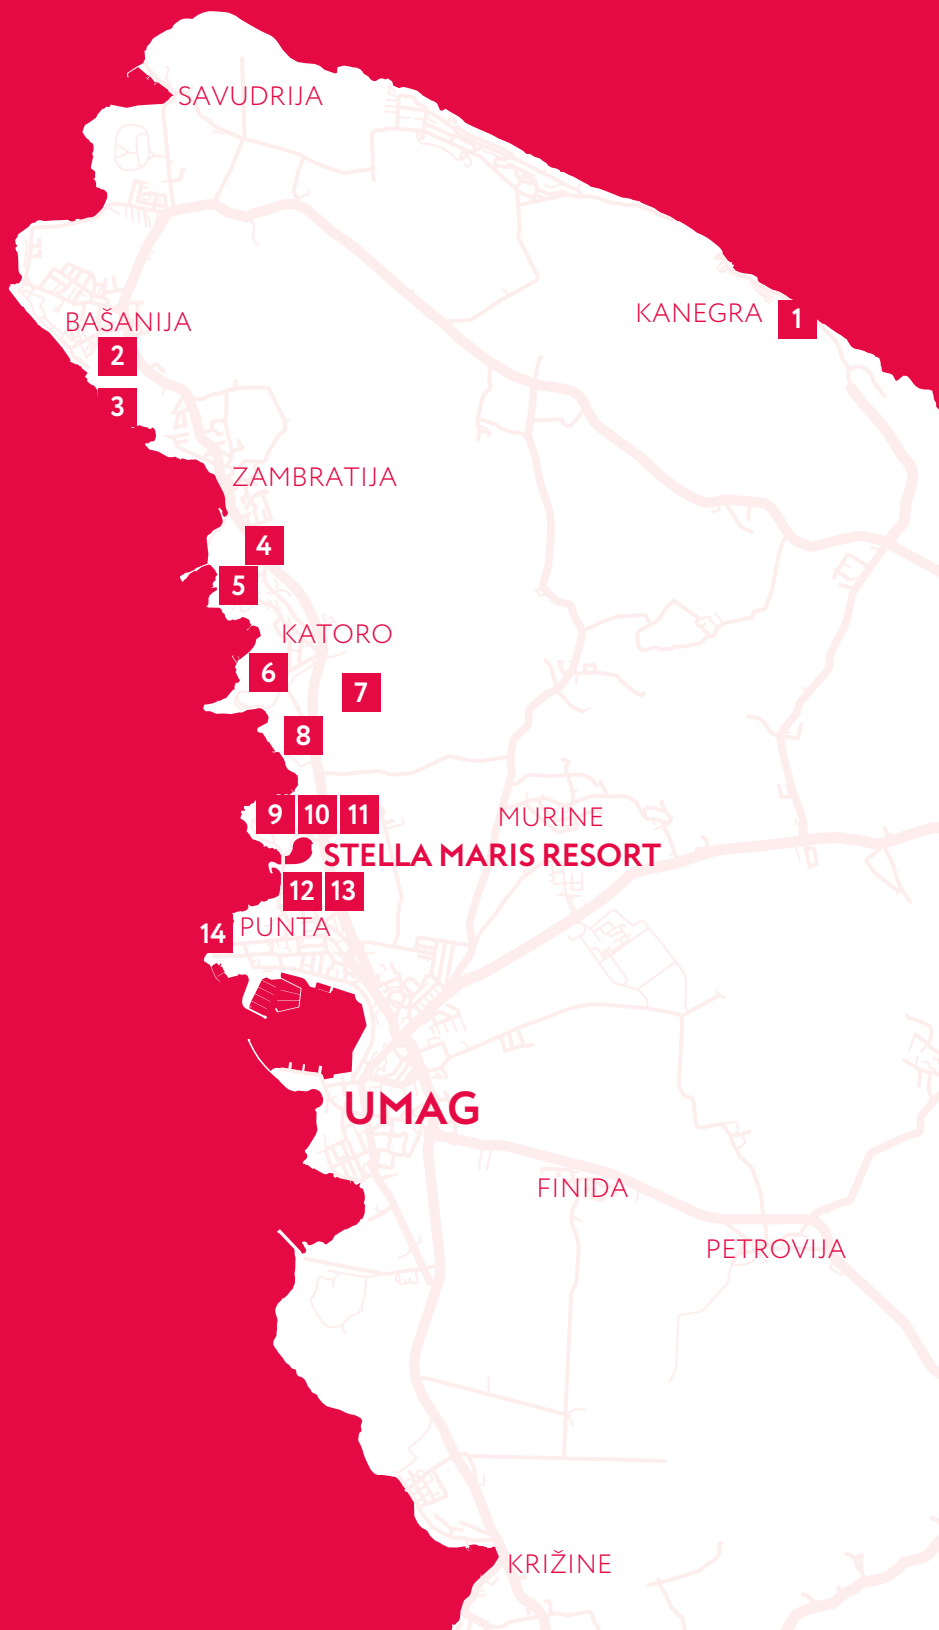 SAVUDRIJA
KANEGRA 1
BAŠANIJA
2
3
ZAMBRATIJA
4
5
KATORO
6
7
8
9 10 11
MURINE
STELLA MARIS RESORT
12 13
PUNTA
14
UMAG
FINIDA
PETROVIJA
KRIŽINE